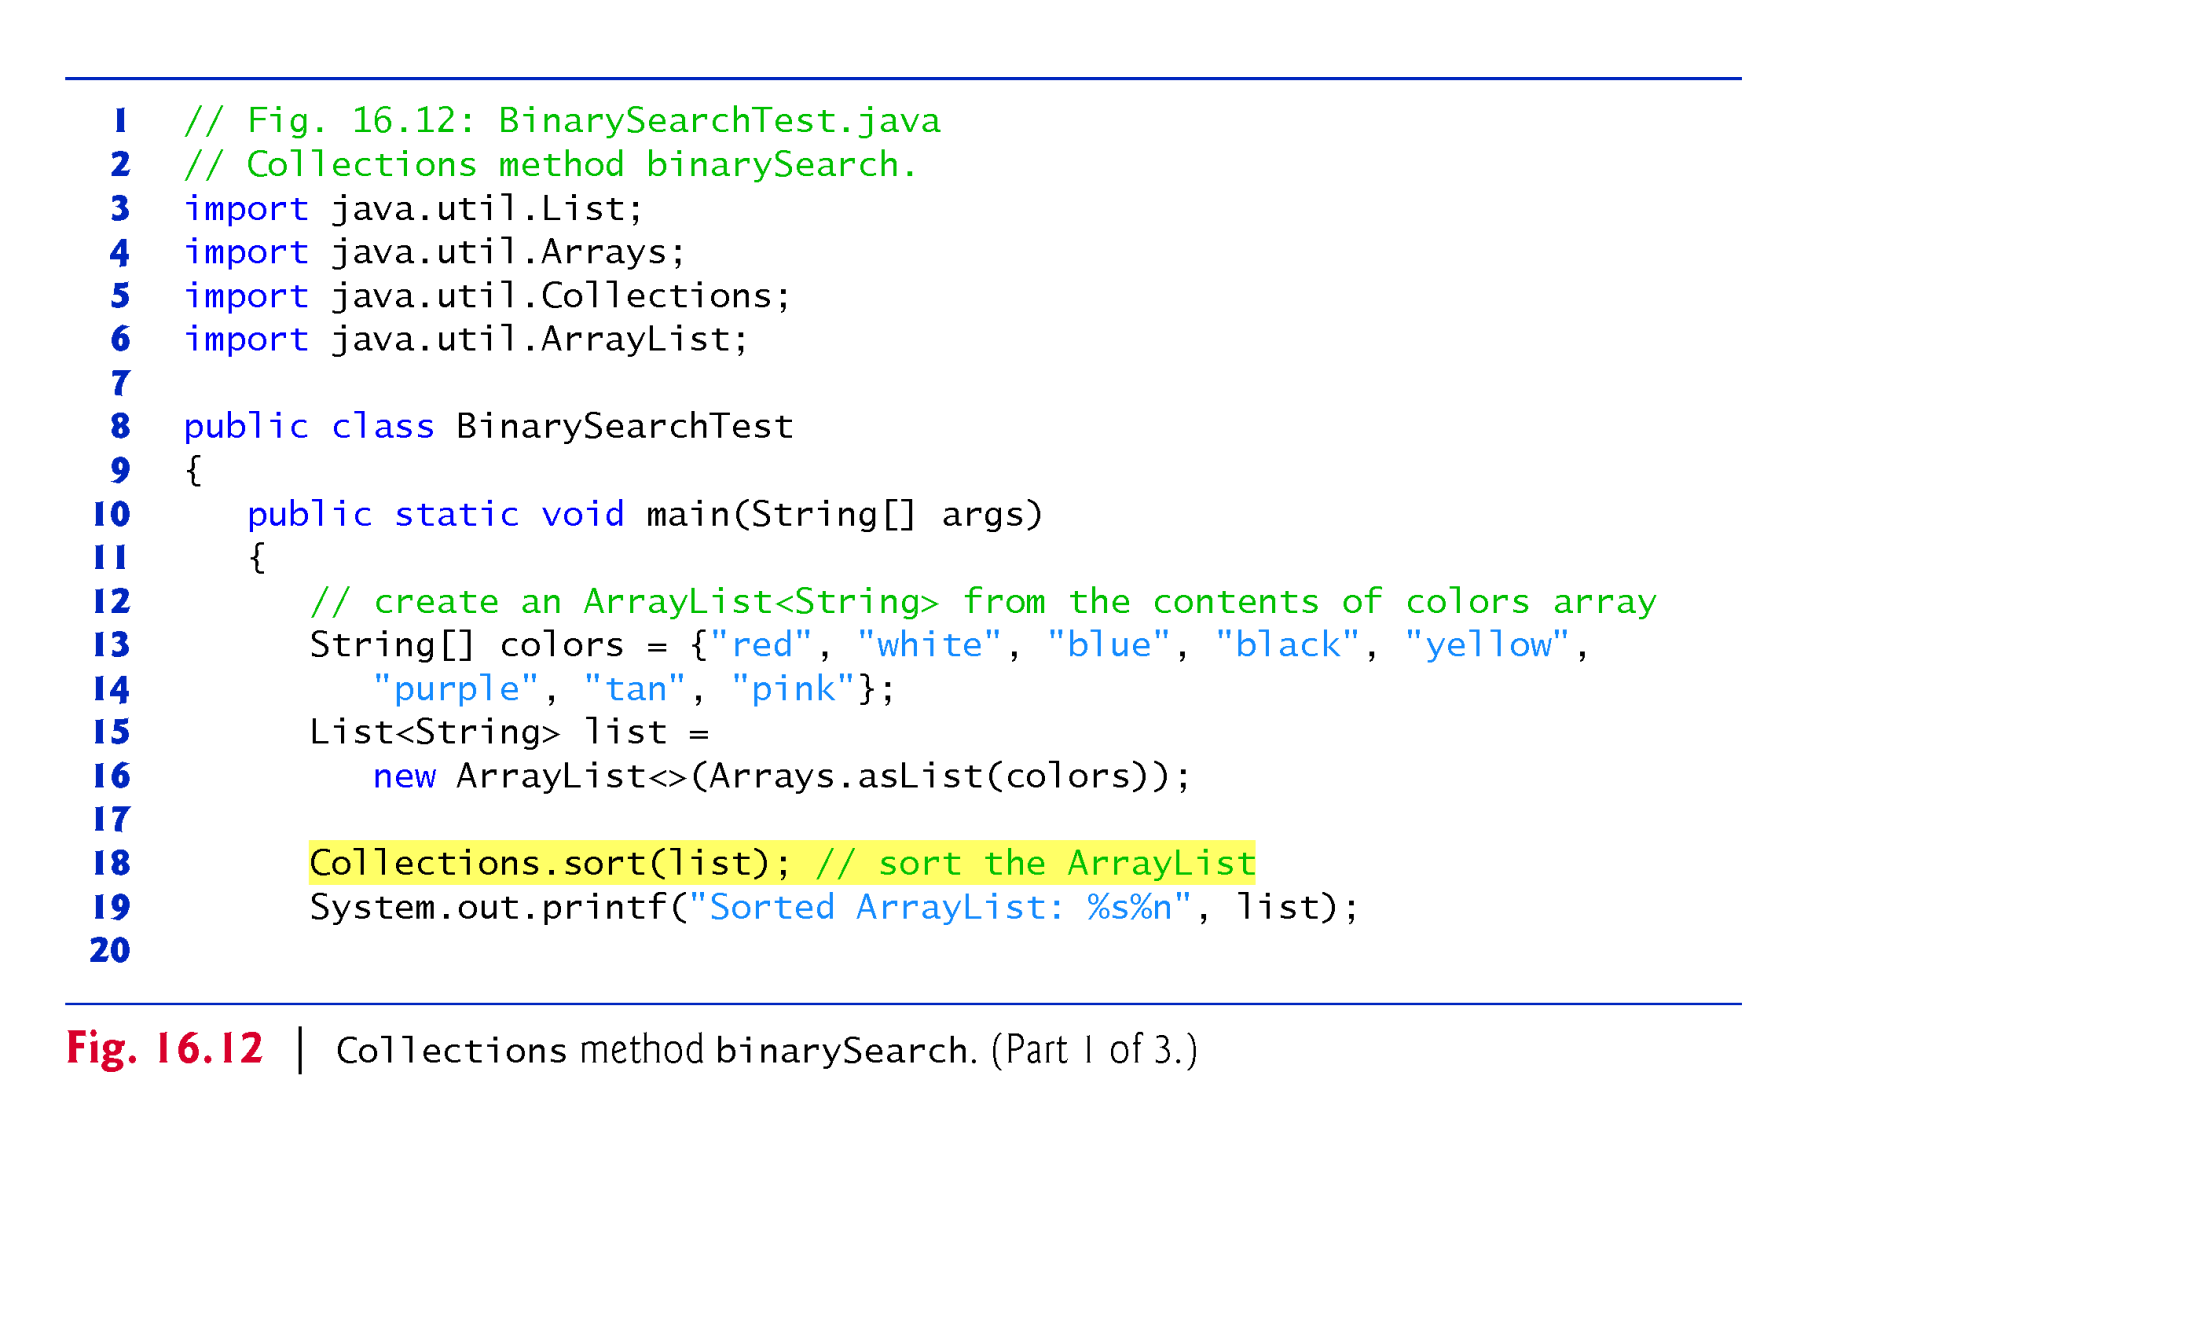 1 // Fig. 16.12: BinarySearchTest.java
2 // Collections method binarySearch.
3 import java.util.List;
4 import java.util.Arrays;
5 import java.util.Collections;
6 import java.util.ArrayList;
7
8 public class BinarySearchTest
9 {
10    public static void main(String[] args)
11    {
12       // create an ArrayList<String> from the contents of colors array
13       String[] colors = {"red", "white", "blue", "black", "yellow",
14          "purple", "tan", "pink"};
15       List<String> list =
16          new ArrayList<>(Arrays.asList(colors));
17
18       Collections.sort(list); // sort the ArrayList
19       System.out.printf("Sorted ArrayList: %s%n", list);
20
Fig. 16.12 | Collections method binarySearch. (Part 1 of 3.)